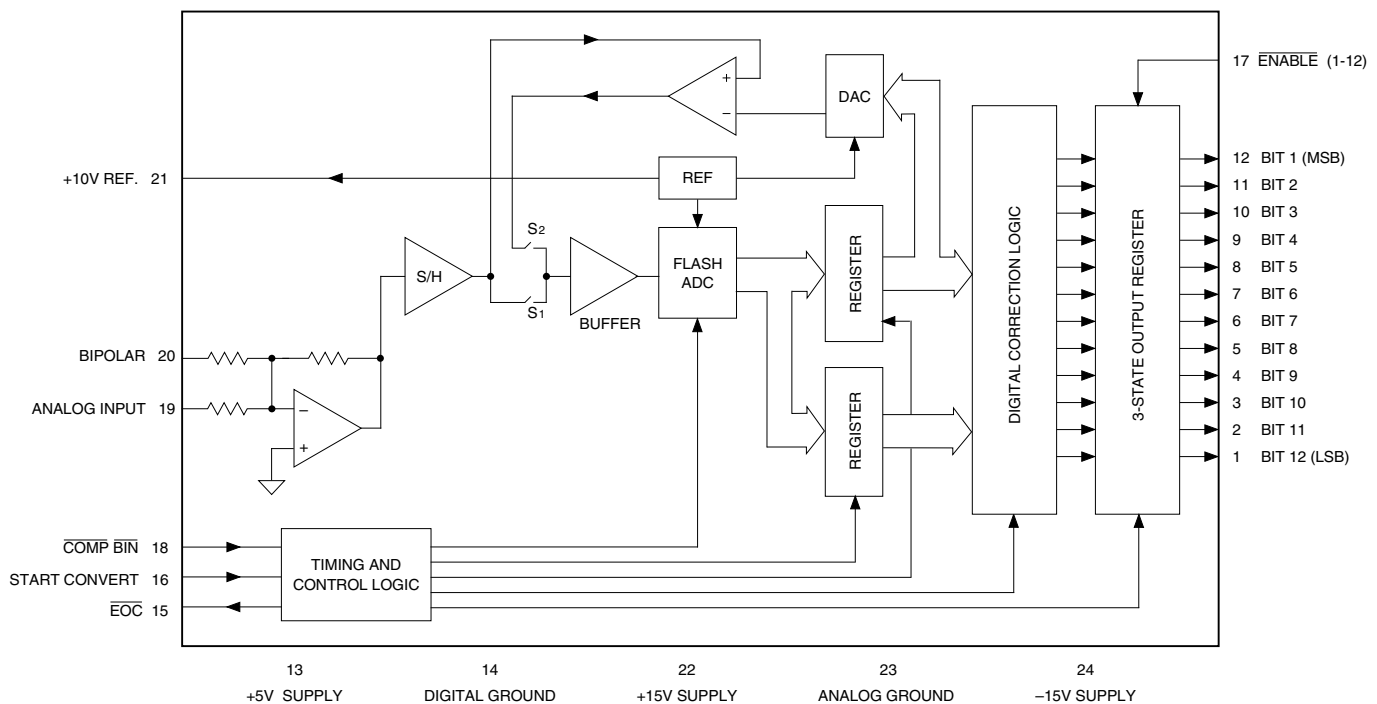 17 ENABLE (1-12)
+
−
DAC
+10V REF. 21
REF
12 BIT 1 (MSB)
11 BIT 2
10 BIT 3
9 BIT 4
8 BIT 5
7 BIT 6
6 BIT 7
5 BIT 8
4 BIT 9
3 BIT 10
2 BIT 11
1 BIT 12 (LSB)
S2
S/H
S1
BUFFER
FLASH
ADC
REGISTER
REGISTER
DIGITAL CORRECTION LOGIC
3-STATE OUTPUT REGISTER
BIPOLAR 20
ANALOG INPUT 19
−
+
COMP BIN 18
START CONVERT 16
EOC 15
TIMING AND
CONTROL LOGIC
13
+5V SUPPLY
14
DIGITAL GROUND
22
+15V SUPPLY
23
ANALOG GROUND
24
–15V SUPPLY